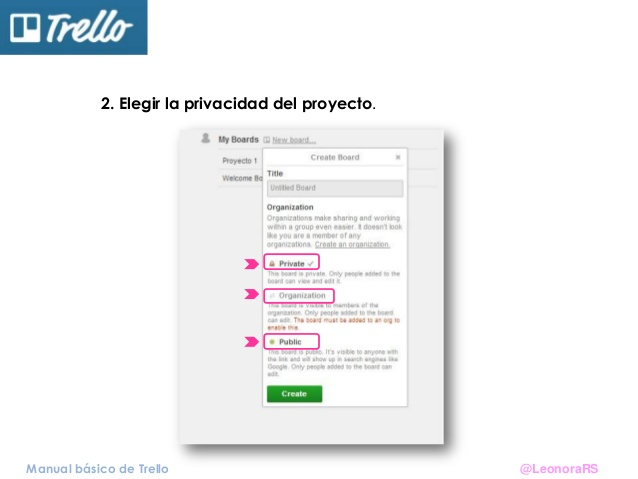 Trello
2. Elegir la privacidad del proyecto.
My Boards New board...
Create Board ×
Proyecto 1
Welcome Bo
Title
Untitled Board
Organization
Organizations make sharing and working
within a group even easier. It doesn't look
like you are a member of any
organizations. Create an organization.
Private ✓
This board is private. Only people added to the
board can view and edit it.
Organization
This board is visible to members of the
organization. Only people added to the board
can edit. The board must be added to an org to
enable this.
Public
This board is public. It's visible to anyone with
the link and will show up in search engines like
Google. Only people added to the board can
edit.
Create
Manual básico de Trello
@LeonoraRS